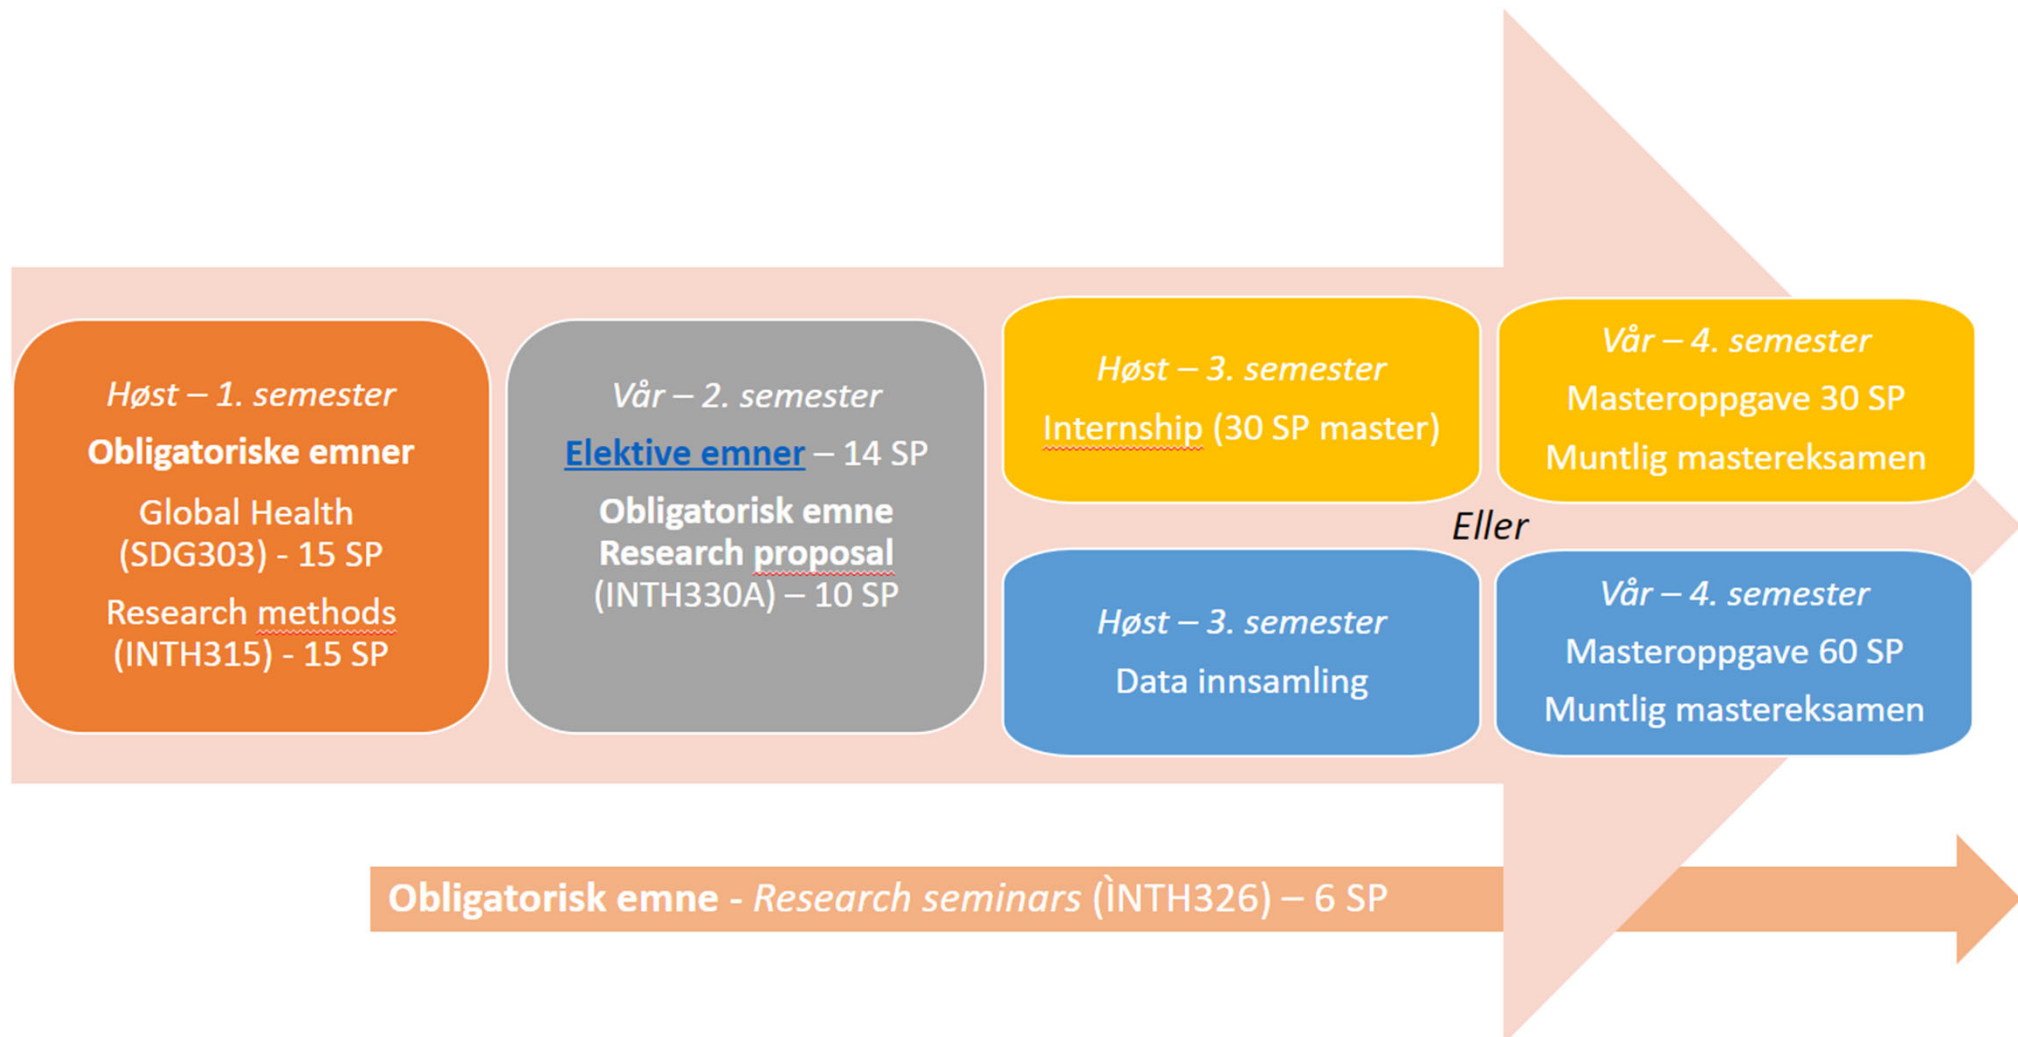 Høst – 1. semester
Obligatoriske emner
Global Health
(SDG303) - 15 SP
Research methods
(INTH315) - 15 SP
Vår – 2. semester
Elektive emner – 14 SP
Obligatorisk emne
Research proposal
(INTH330A) – 10 SP
Høst – 3. semester
Internship (30 SP master)
Vår – 4. semester
Masteroppgave 30 SP
Muntlig mastereksamen
Eller
Høst – 3. semester
Data innsamling
Vår – 4. semester
Masteroppgave 60 SP
Muntlig mastereksamen
Obligatorisk emne - Research seminars (ÌNTH326) – 6 SP